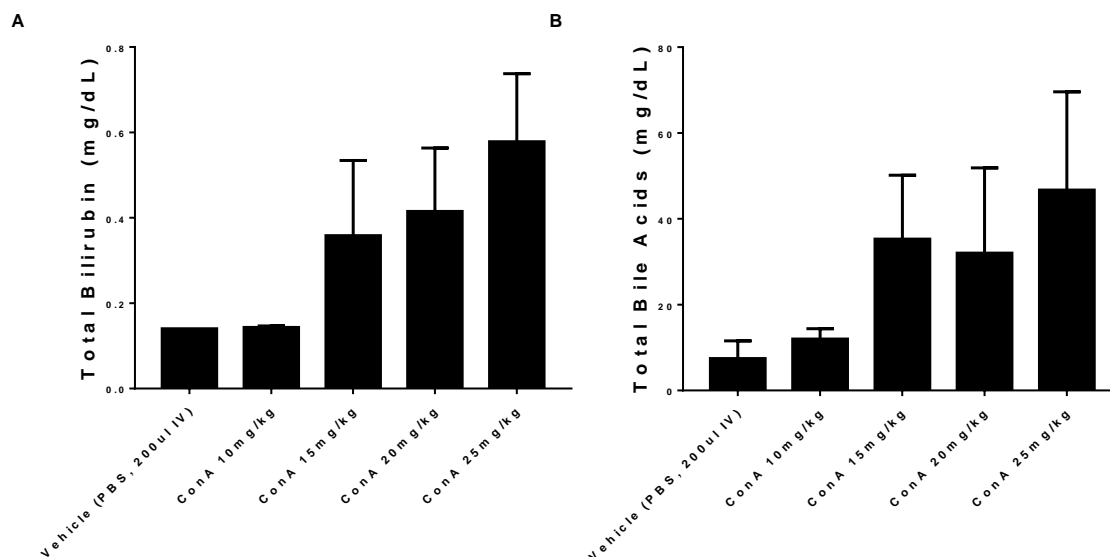 A
Total Bilirubin (mg/dL)
0.8
0.6
0.4
0.2
0.0
Vehicle (PBS, 200ul IV)
ConA 10mg/kg
ConA 15mg/kg
ConA 20mg/kg
ConA 25mg/kg
B
Total Bile Acids (mg/dL)
80
60
40
20
0
Vehicle (PBS, 200ul IV)
ConA 10mg/kg
ConA 15mg/kg
ConA 20mg/kg
ConA 25mg/kg